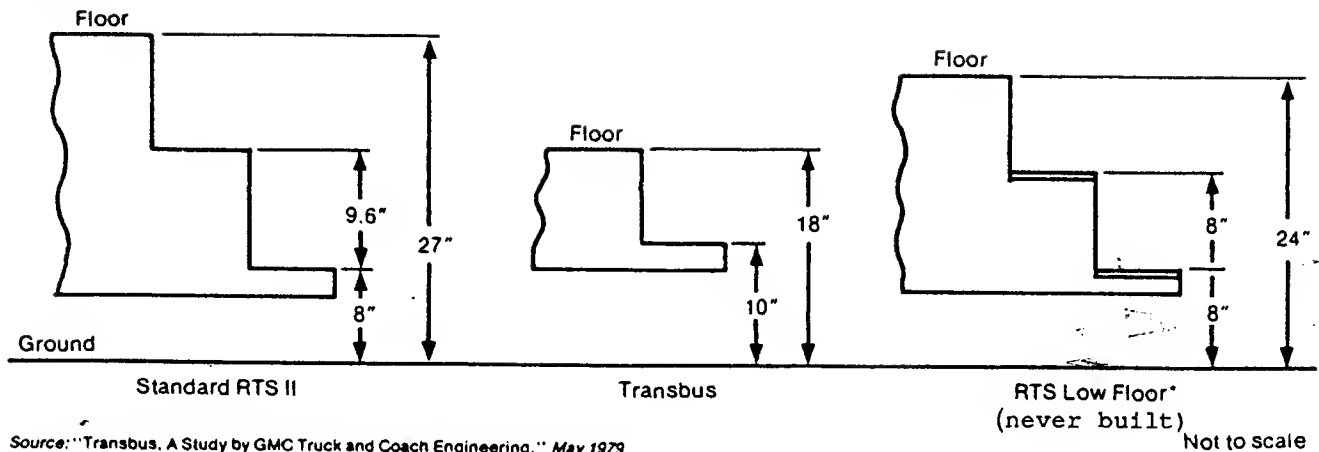 Floor
Floor
Floor
9.6"
27"
8"
18"
10"
8"
24"
8"
Ground
Standard RTS II
Transbus
RTS Low Floor*
(never built)
Not to scale
Source: "Transbus, A Study by GMC Truck and Coach Engineering," May 1979